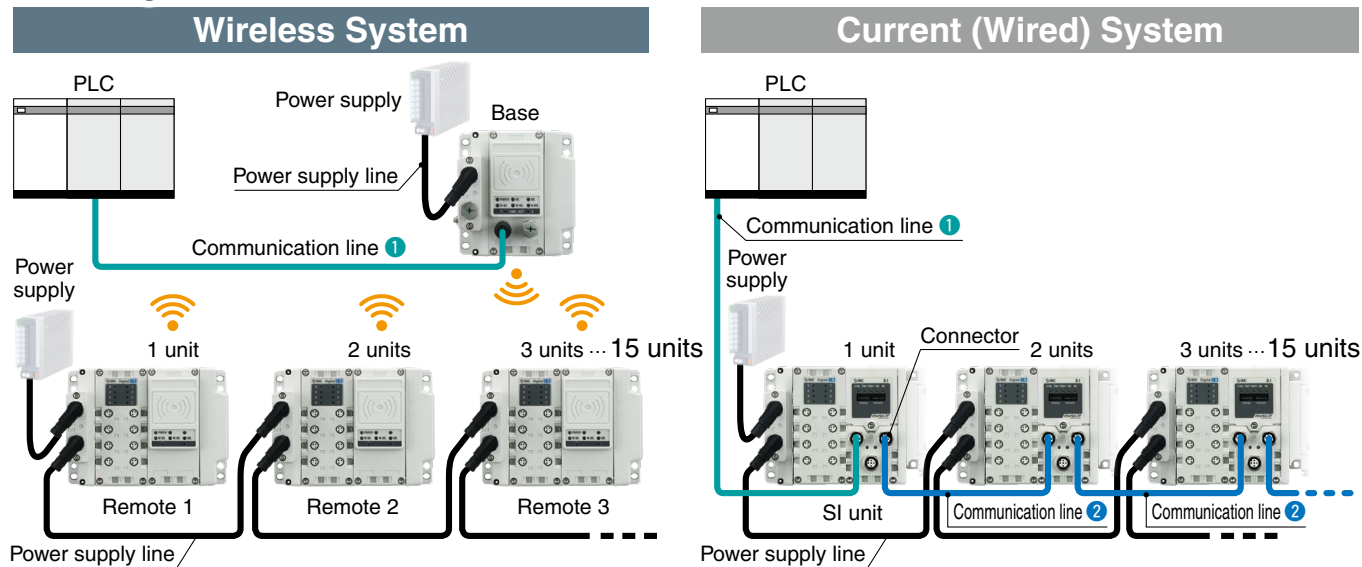 Wireless System
PLC
Power supply
Base
Power supply line
Communication line 1
Power
supply
1 unit
2 units
3 units ··· 15 units
Remote 1
Remote 2
Remote 3
Power supply line
Current (Wired) System
PLC
Communication line 1
Power
supply
Connector
1 unit
2 units
3 units ··· 15 units
SI unit
Communication line 2
Communication line 2
Power supply line